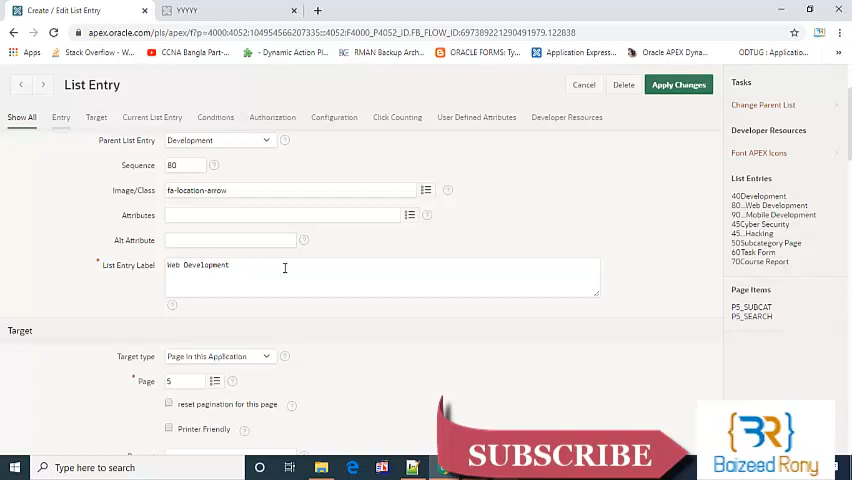 Create / Edit List Entry
YYYYY
apex.oracle.com/pls/apex/f?p=4000:4052:104954566207335::4052:F4000_P4052_ID,FB_FLOW_ID:6973892212904919 79,122838
Apps
Stack Overflow - W...
CCNA Bangla Part-...
- Dynamic Action Pl...
RMAN Backup Arch...
ORACLE FORMS: Ty...
Application Express...
Oracle APEX Dyna...
ODTUG : Applicatio...
»
List Entry
Cancel
Delete
Apply Changes
Show All
Entry
Target
Current List Entry
Conditions
Authorization
Configuration
Click Counting
User Defined Attributes
Developer Resources
Parent List Entry
Development
Sequence
80
Image/Class
fa-location-arrow
Attributes
Alt Attribute
* List Entry Label
Web Development
Target
Target type
Page in this Application
* Page
5
reset pagination for this page
Printer Friendly
Tasks
Change Parent List
Developer Resources
Font APEX Icons
List Entries
40Development
80...Web Development
90...Mobile Development
45Cyber Security
45...Hacking
50Subcategory Page
60Task Form
70Course Report
Page Items
P5_SUBCAT
P5_SEARCH
SUBSCRIBE
BR
Baizeed Rony
Type here to search